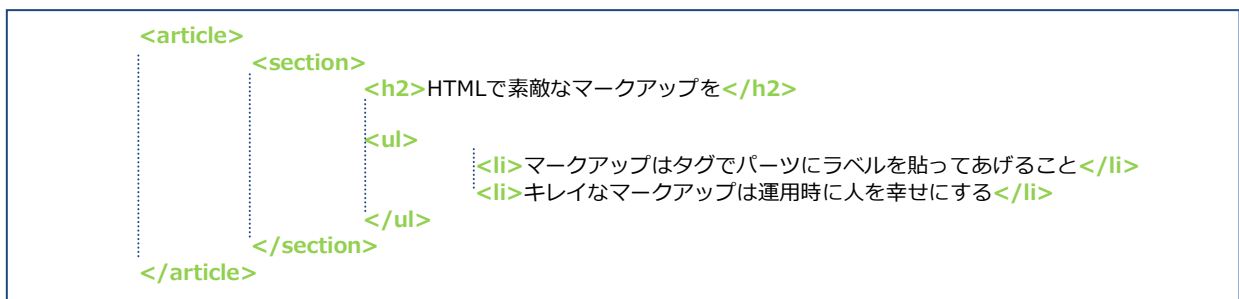 <article>
<section>
<h2>HTMLで素敵なマークアップを</h2>
<ul>
<li>マークアップはタグでパーツにラベルを貼ってあげること</li>
<li>キレイなマークアップは運用時に人を幸せにする</li>
</ul>
</section>
</article>